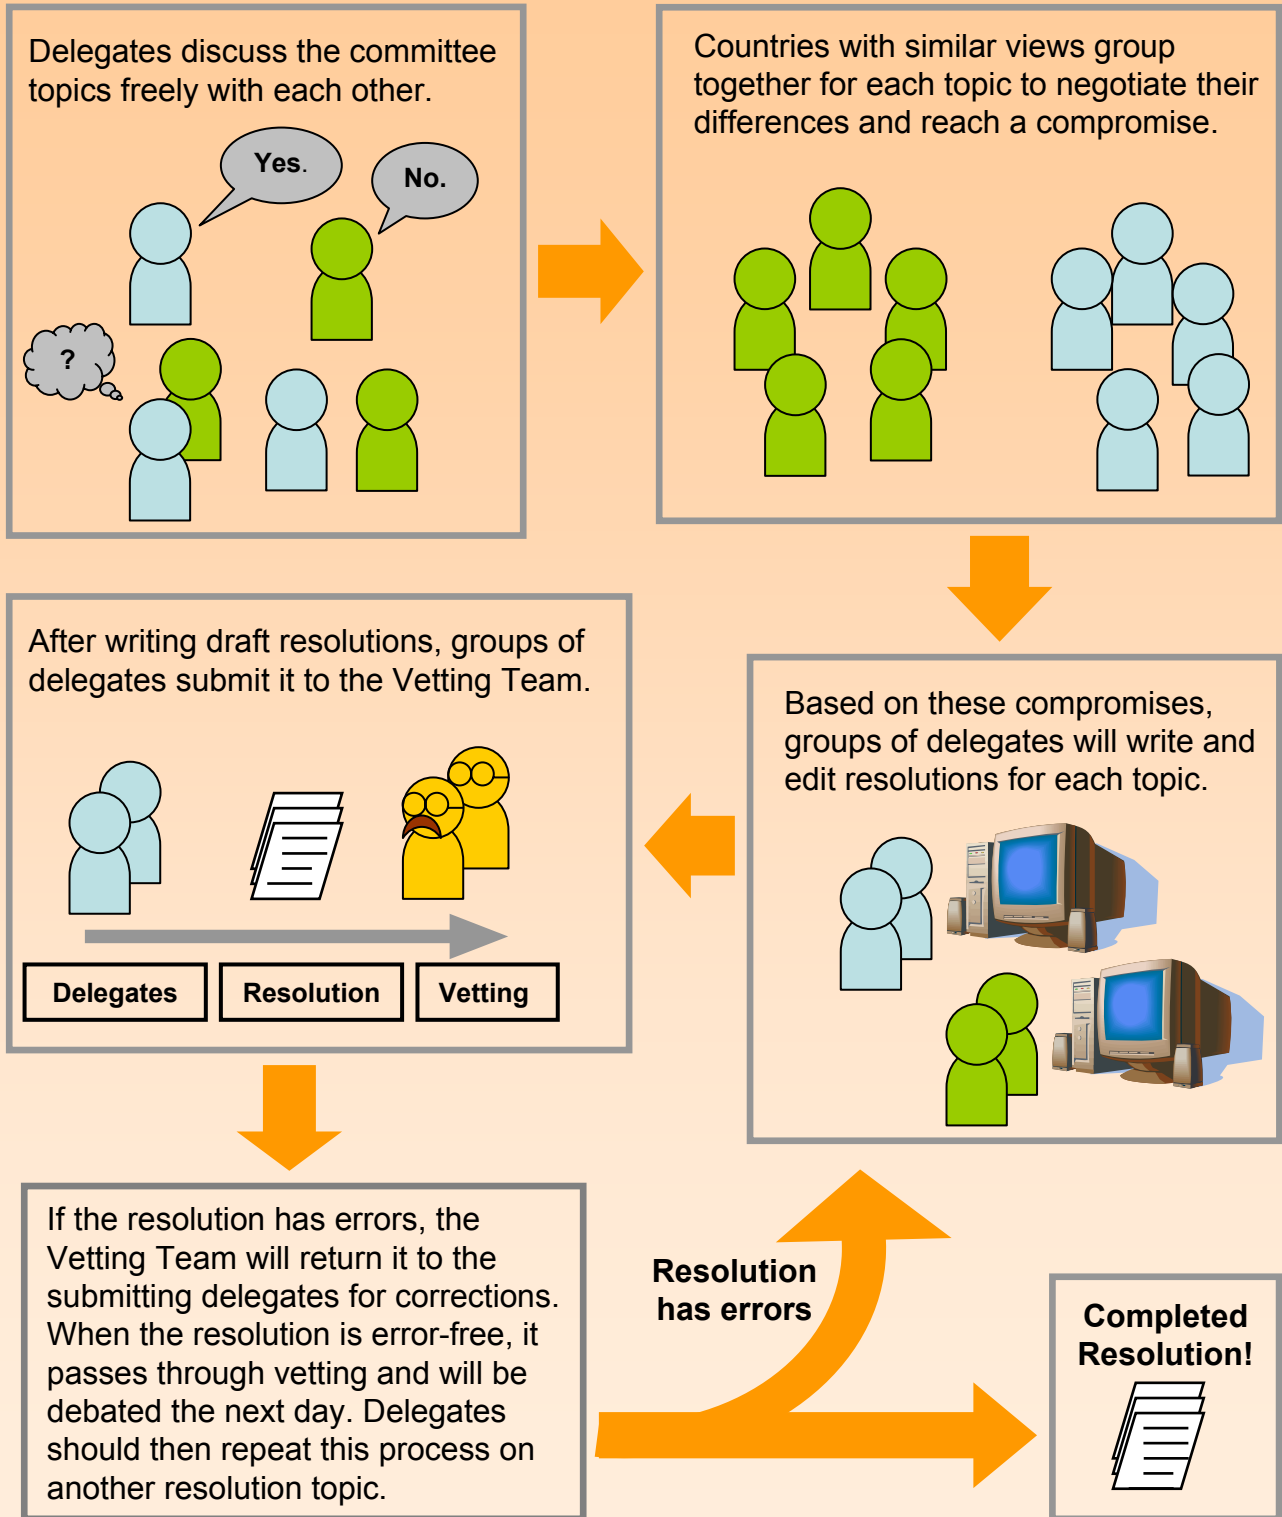 Delegates discuss the committee
topics freely with each other.
Yes.
No.
?
Countries with similar views group
together for each topic to negotiate their
differences and reach a compromise.
Based on these compromises,
groups of delegates will write and
edit resolutions for each topic.
After writing draft resolutions, groups of
delegates submit it to the Vetting Team.
Delegates
Resolution
Vetting
If the resolution has errors, the
Vetting Team will return it to the
submitting delegates for corrections.
When the resolution is error-free, it
passes through vetting and will be
debated the next day. Delegates
should then repeat this process on
another resolution topic.
Resolution
has errors
Completed
Resolution!